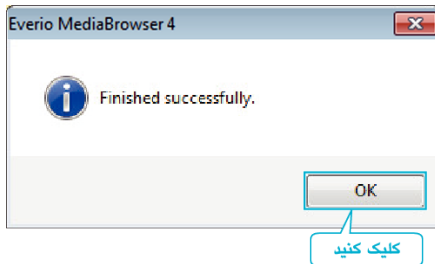 Everio MediaBrowser 4
Finished successfully.
OK
کلیک کنید